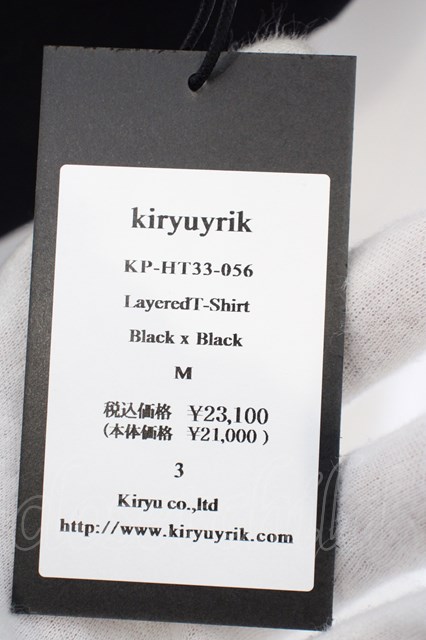 kiryuyrik
KP-HT33-056
LayeredT-Shirt
Black x Black
M
税込価格 ¥23,100
(本体価格 ¥21,000 )
3
Kiryu co.,ltd
http://www.kiryuyrik.com